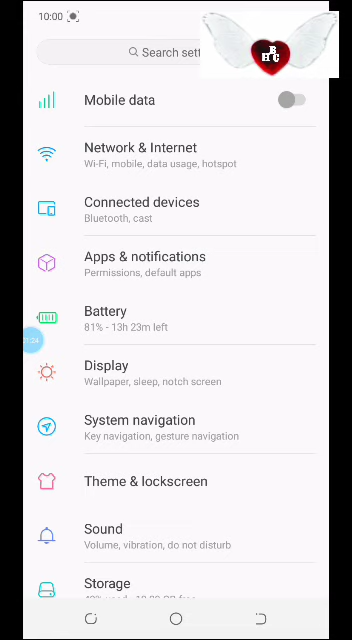 10:00
Search sett
B
H C
Mobile data
Network & Internet
Wi-Fi, mobile, data usage, hotspot
Connected devices
Bluetooth, cast
Apps & notifications
Permissions, default apps
Battery
81% - 13h 23m left
Display
Wallpaper, sleep, notch screen
System navigation
Key navigation, gesture navigation
Theme & lockscreen
Sound
Volume, vibration, do not disturb
Storage